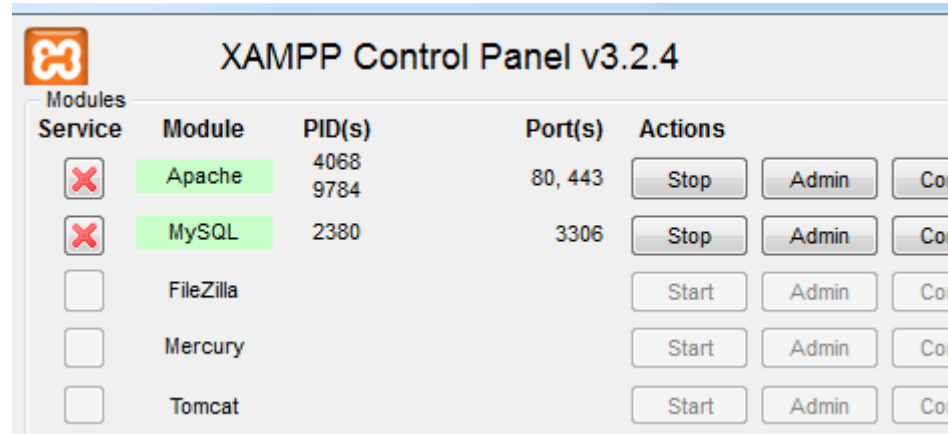 XAMPP Control Panel v3.2.4
Modules
Service Module PID(s) Port(s) Actions
Apache 4068 9784 80, 443 Stop Admin
MySQL 2380 3306 Stop Admin
FileZilla Start Admin
Mercury Start Admin
Tomcat Start Admin